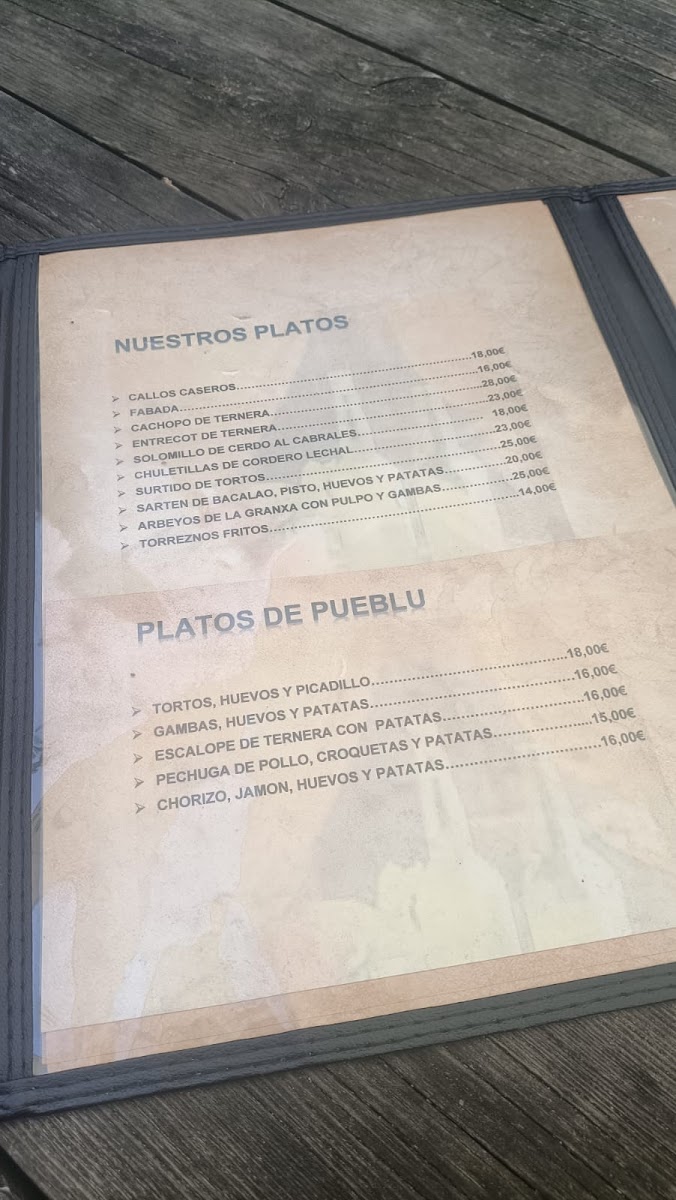 NUESTROS PLATOS
➢ CALLOS CASEROS........................18,00€
➢ FABADA........................16,00€
➢ CACHOPO DE TERNERA........................28,00€
➢ ENTRECOT DE TERNERA........................23,00€
➢ SOLOMILLO DE CERDO AL CABRALES........................ 18,00€
➢ CHULETILLAS DE CORDERO LECHAL........................23,00€
➢ SURTIDO DE TORTOS........................25,00€
➢ SARTEN DE BACALAO, PISTO, HUEVOS Y PATATAS..............20,00€
➢ ARBEYOS DE LA GRANXA CON PULPO Y GAMBAS..............25,00€
➢ TORREZNOS FRITOS........................14,00€
PLATOS DE PUEBLU
➢ TORTOS, HUEVOS Y PICADILLO........................18,00€
➢ GAMBAS, HUEVOS Y PATATAS........................16,00€
➢ ESCALOPE DE TERNERA CON PATATAS........................16,00€
➢ PECHUGA DE POLLO, CROQUETAS Y PATATAS..................15,00€
➢ CHORIZO, JAMON, HUEVOS Y PATATAS........................16,00€